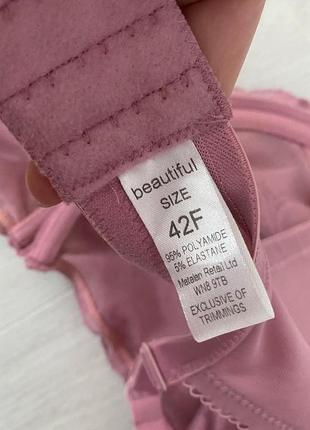 beautiful
SIZE
42F
95% POLYAMIDE
5% ELASTANE
Matalan Retail Ltd
WN8 9TB
EXCLUSIVE OF
TRIMMINGS